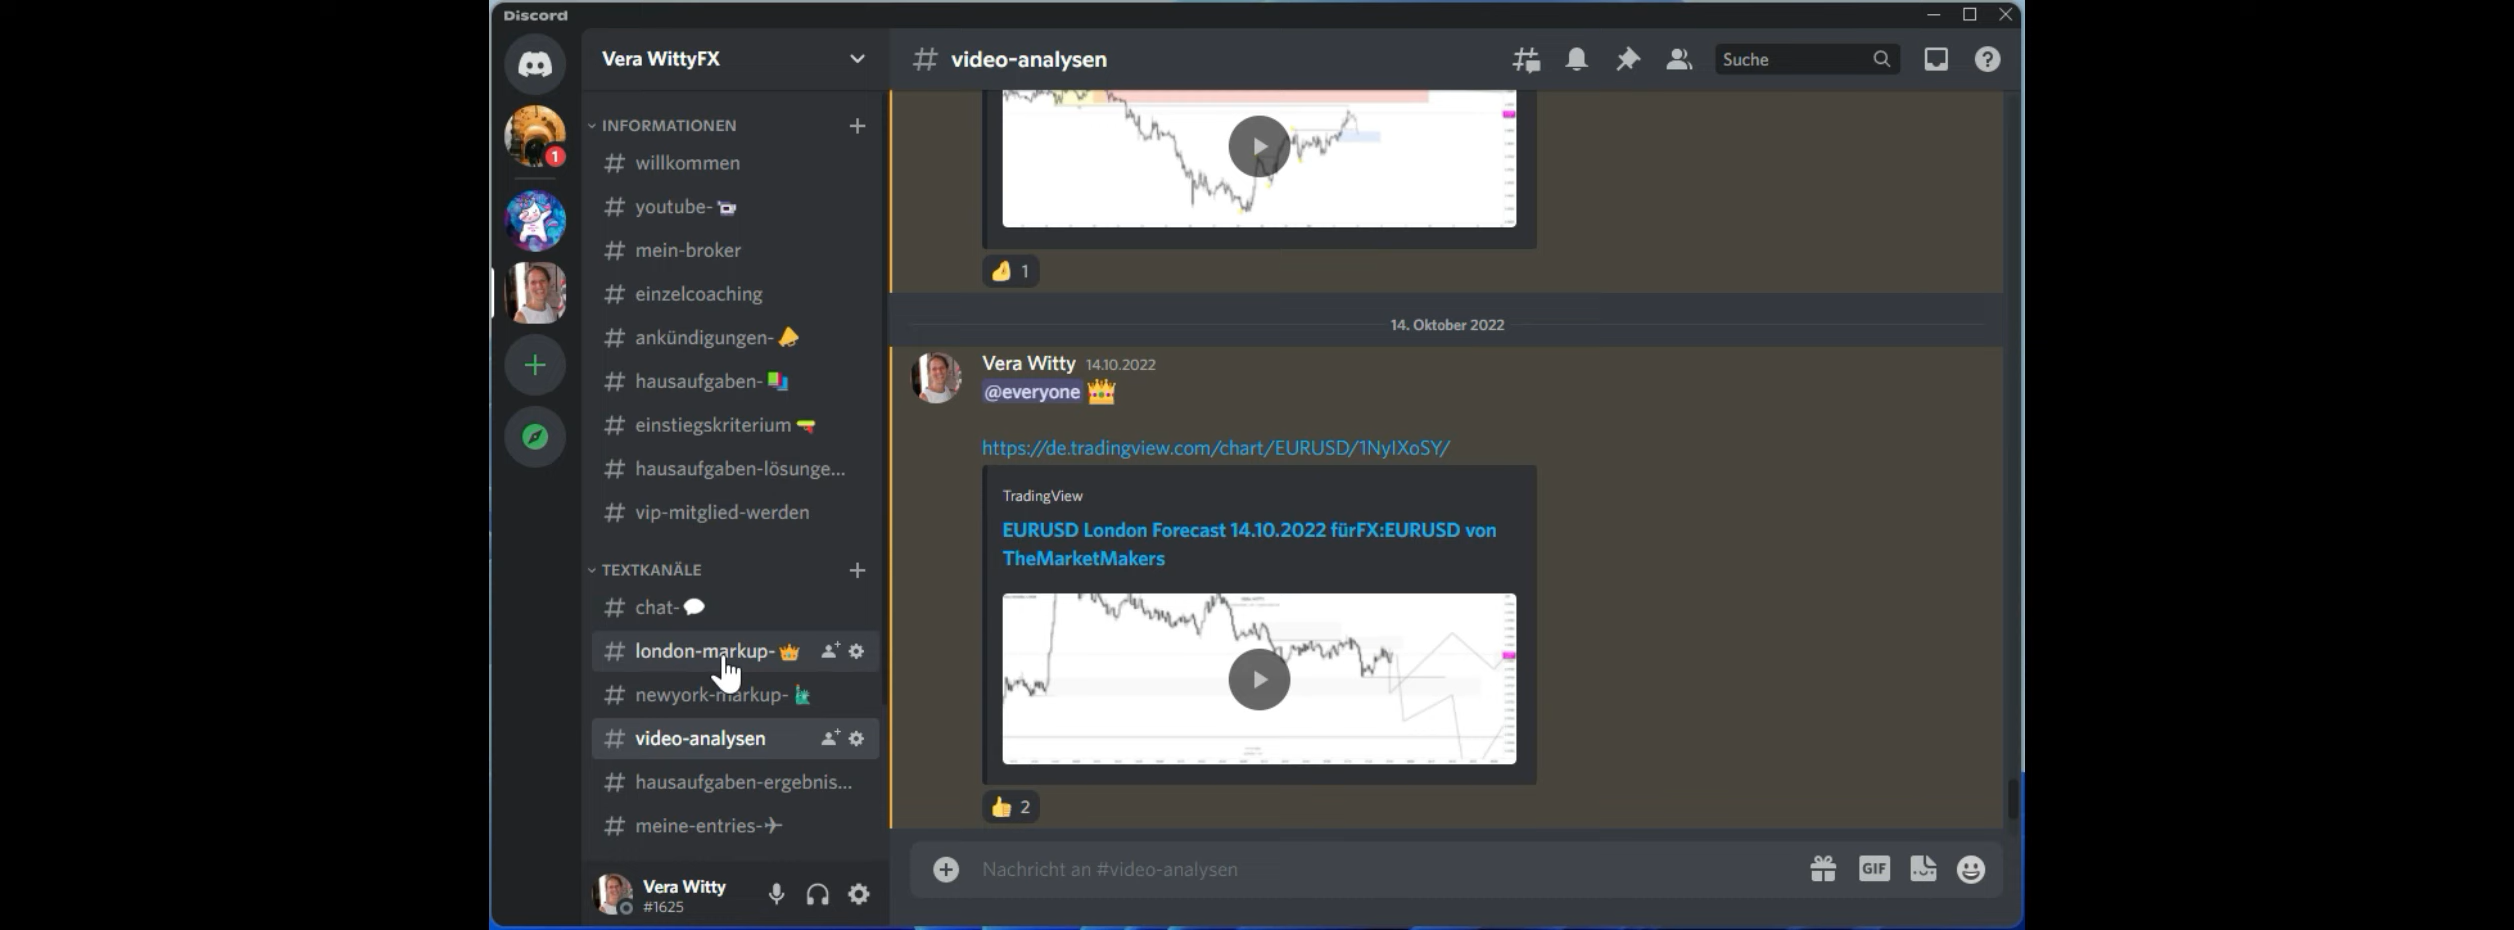 Discord
Vera WittyFX
INFORMATIONEN
# willkommen
# youtube-
# mein-broker
# einzelcoaching
# ankündigungen-
# hausaufgaben-
# einstiegskriterium
# hausaufgaben-lösunge...
# vip-mitglied-werden
TEXTKANÄLE
# chat-
# london-markup-
# newyork-markup-
# video-analysen
# hausaufgaben-ergebnis...
# meine-entries-
Vera Witty
#1625
1
# video-analysen
Suche
1
14. Oktober 2022
Vera Witty 14.10.2022
@everyone
https://de.tradingview.com/chart/EURUSD/1NyIXoSY/
TradingView
EURUSD London Forecast 14.10.2022 fürFX:EURUSD von
TheMarketMakers
2
Nachricht an #video-analysen
GIF